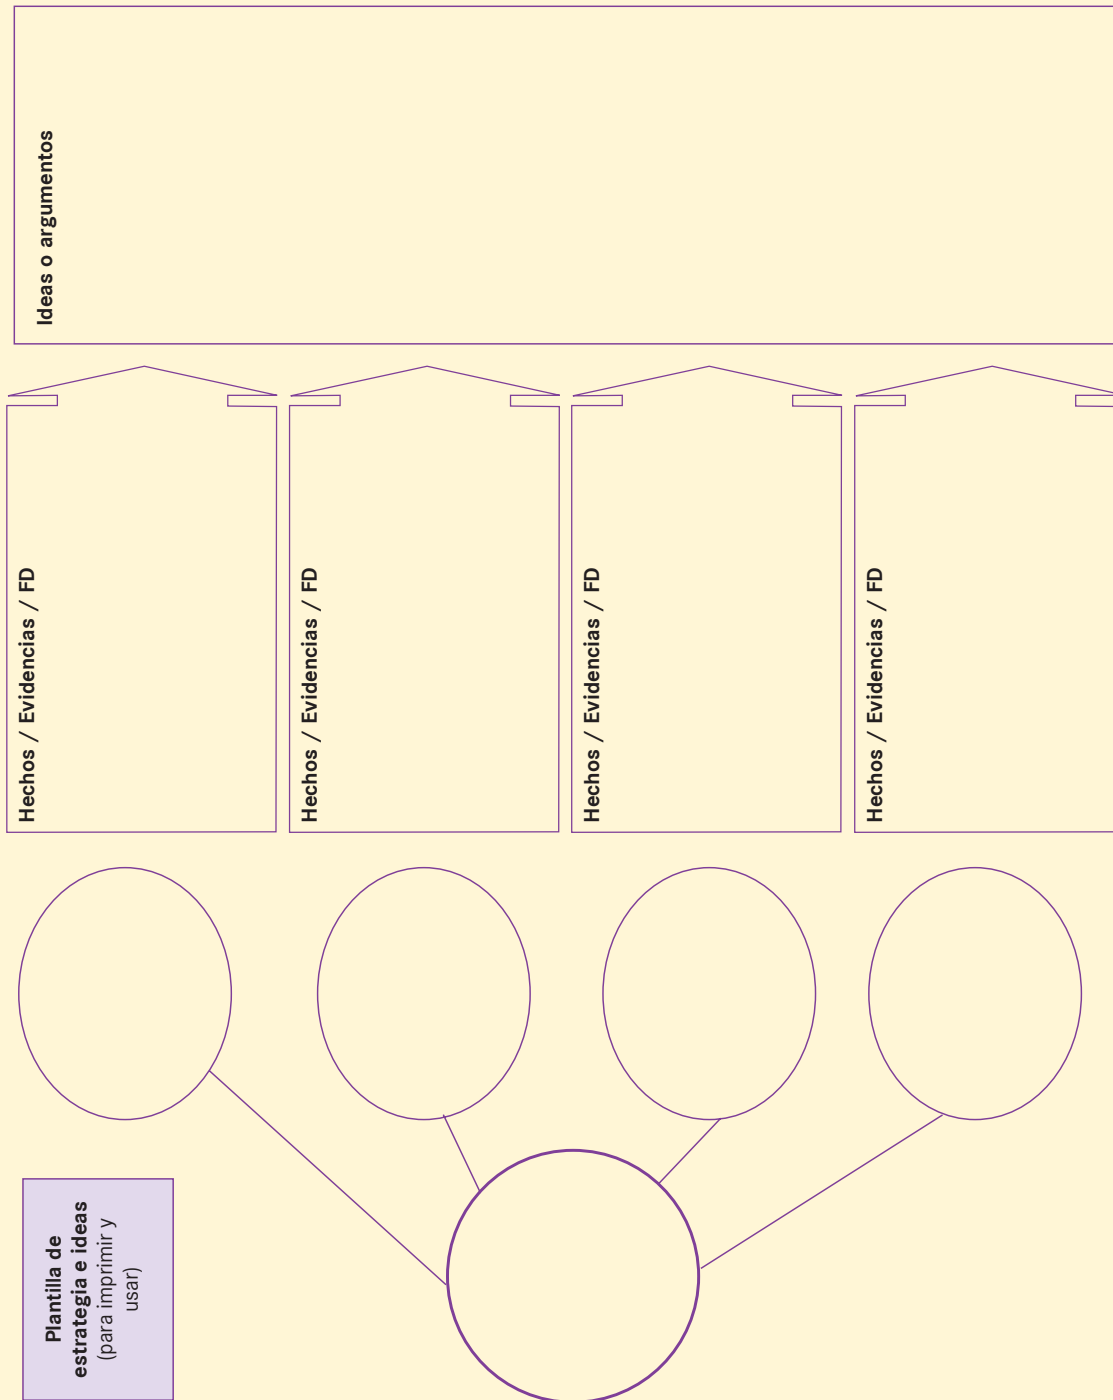 Plantilla de
estrategia e ideas
(para imprimir y
usar)
Hechos / Evidencias / FD
Hechos / Evidencias / FD
Hechos / Evidencias / FD
Hechos / Evidencias / FD
Ideas o argumentos